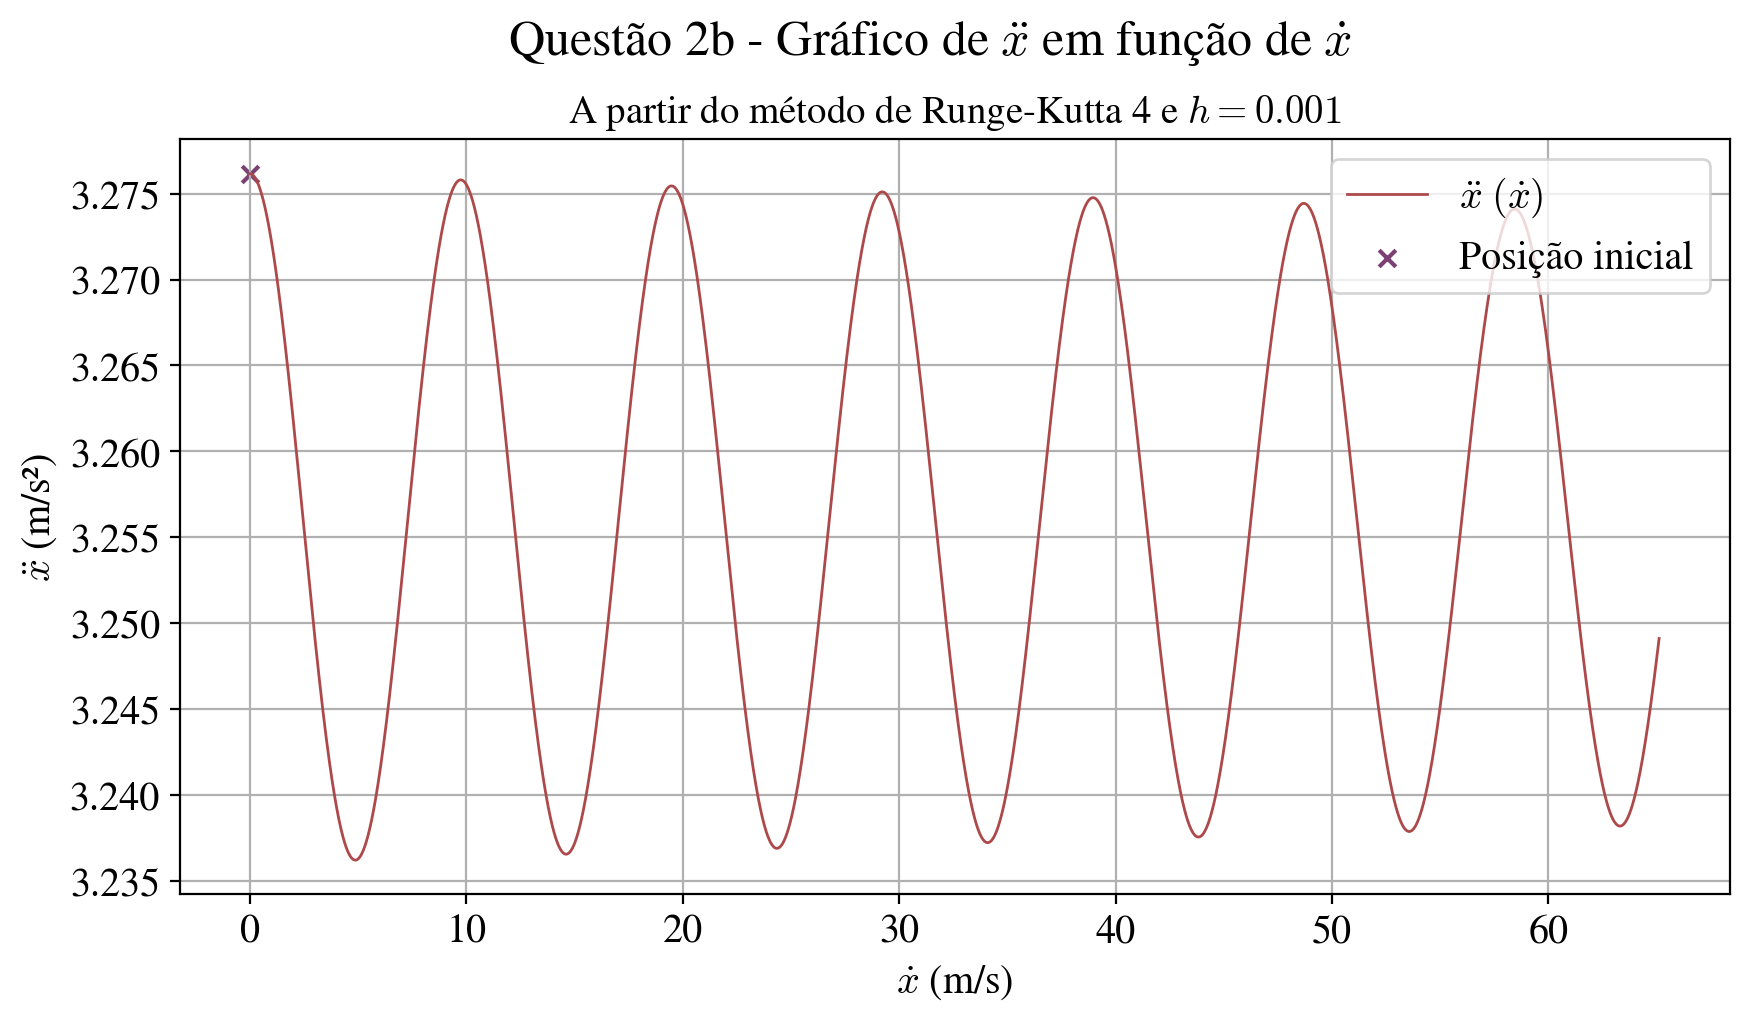 Questão 2b - Gráfico de ẍ em função de ẋ
A partir do método de Runge-Kutta 4 e h = 0.001
ẍ (ẋ)
Posição inicial
3.275
3.270
3.265
3.260
3.255
3.250
3.245
3.240
3.235
ẍ (m/s²)
0 10 20 30 40 50 60
ẋ (m/s)